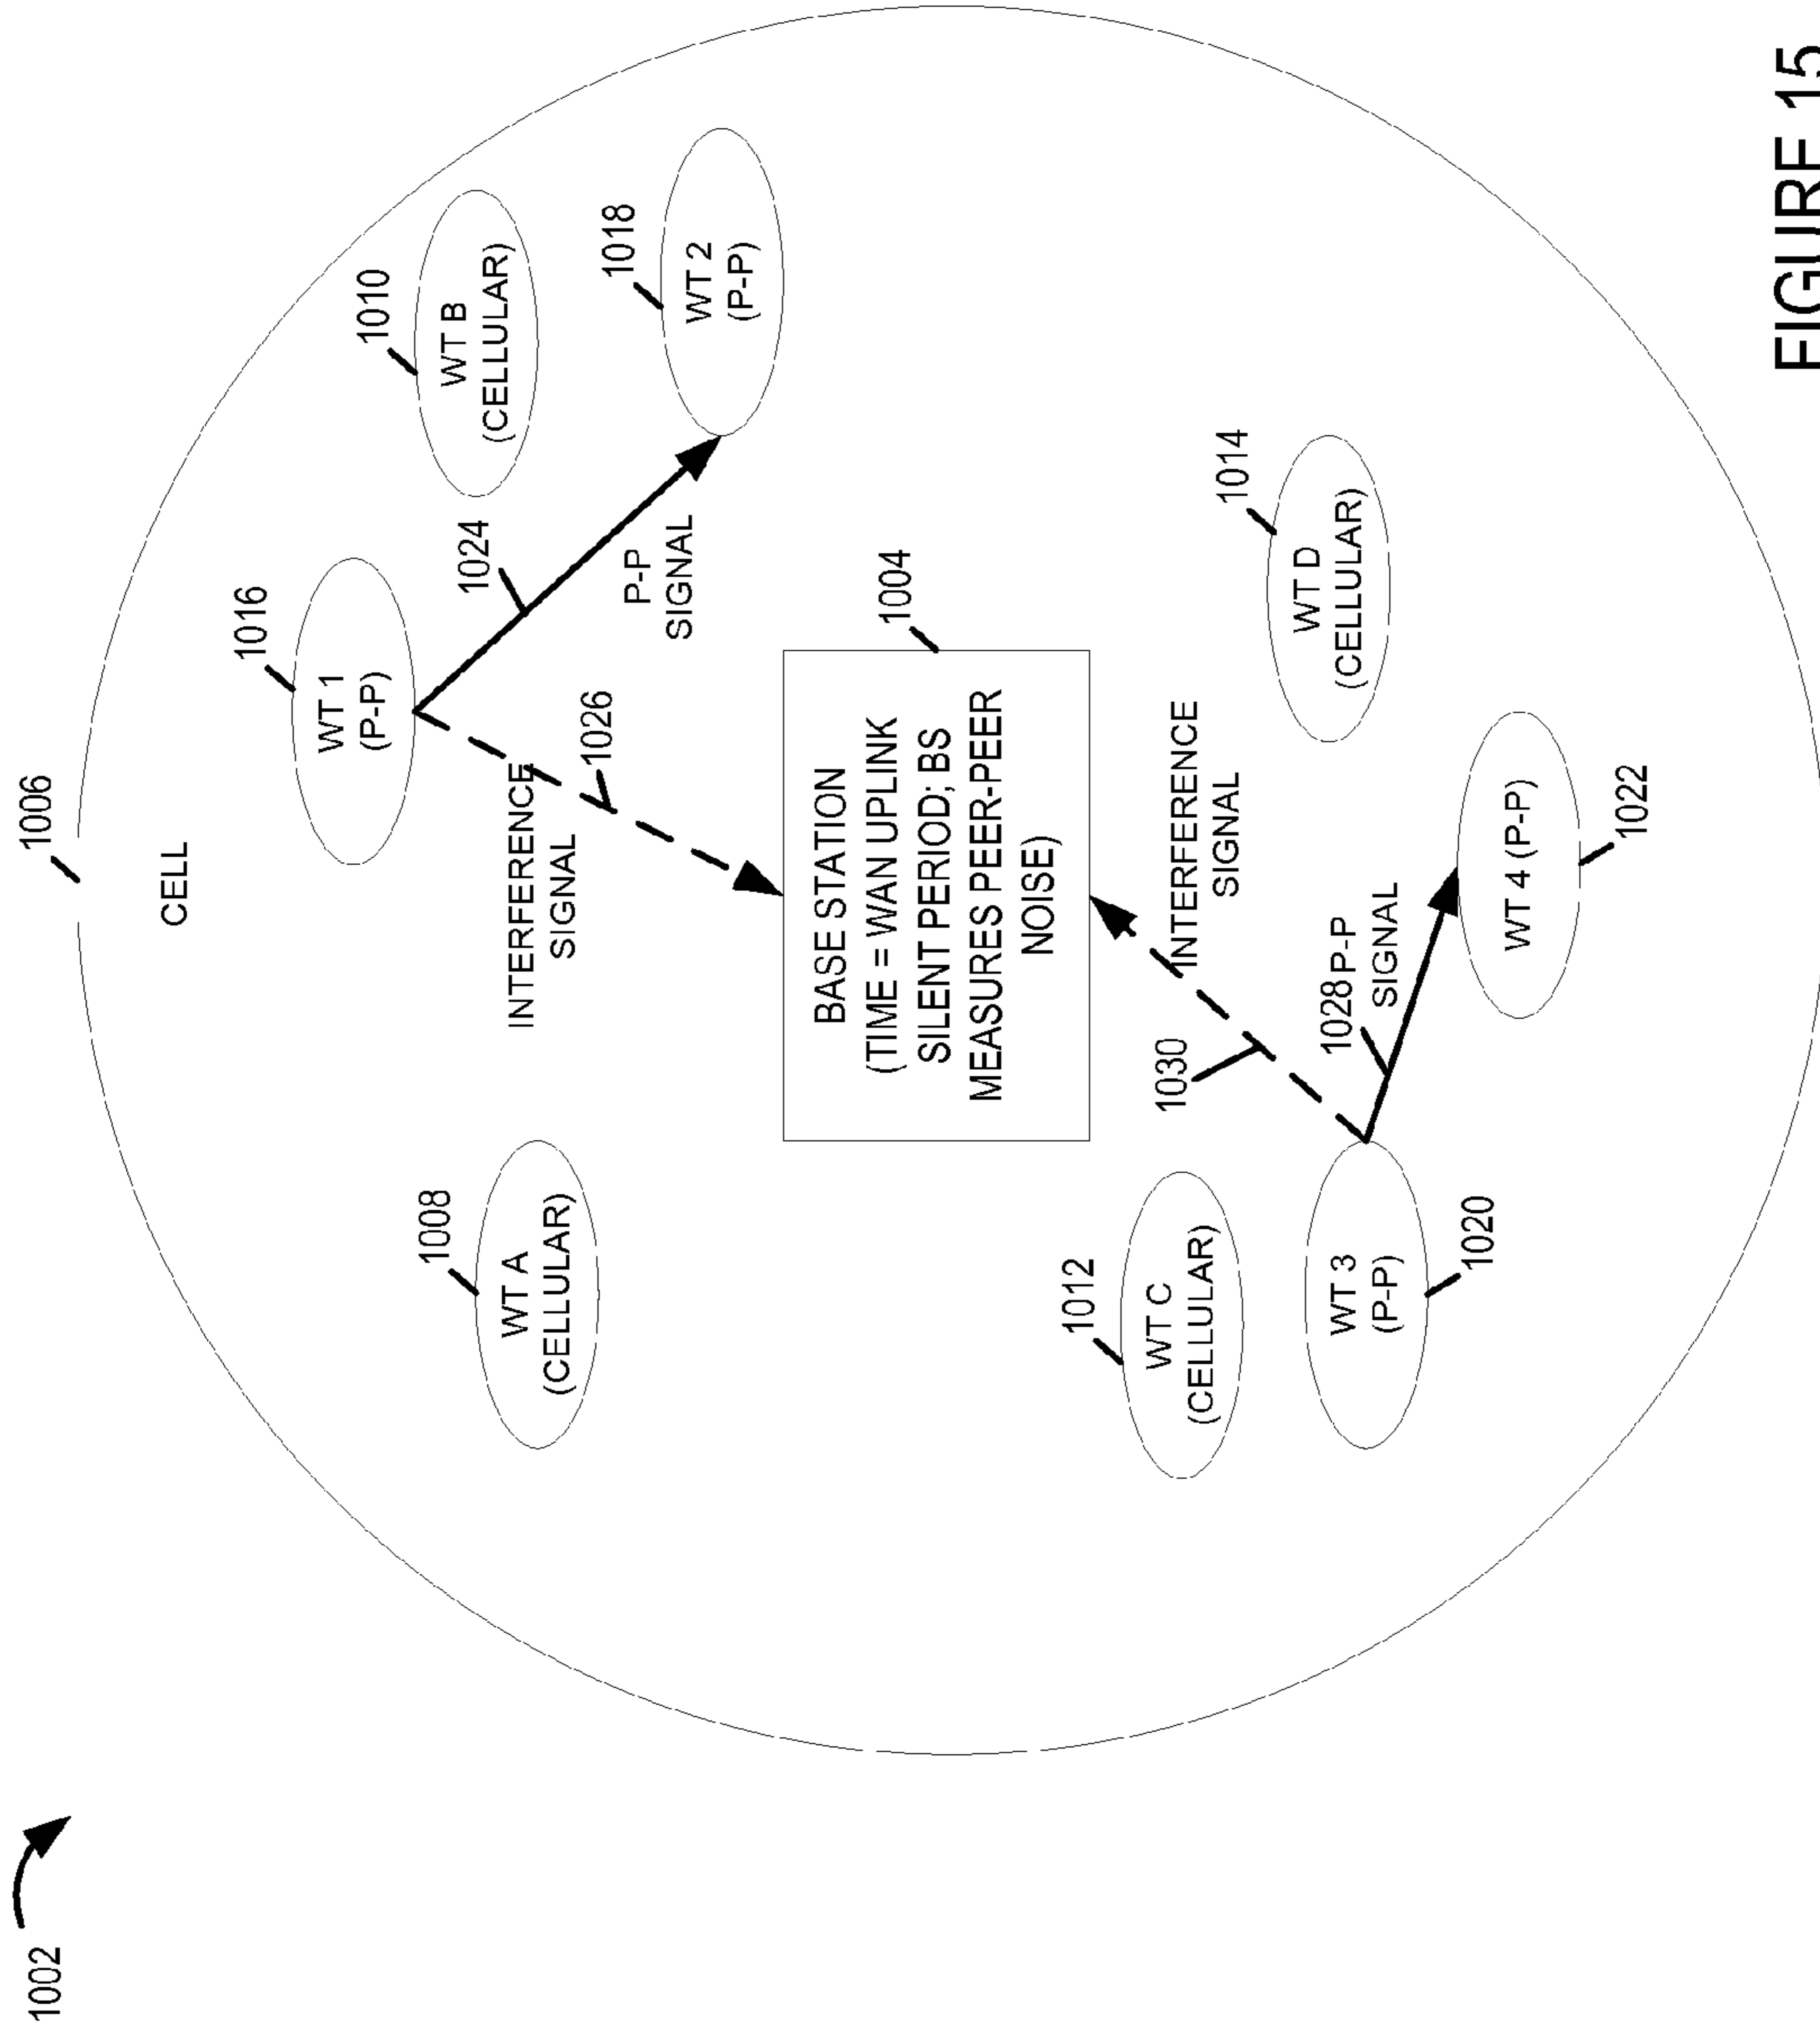 1002
1006
CELL
1016
WT 1
(P-P)
1010
WT B
(CELLULAR)
1018
WT 2
(P-P)
1024
P-P
SIGNAL
1026
INTERFERENCE
SIGNAL
1008
WT A
(CELLULAR)
1004
BASE STATION
(TIME = WAN UPLINK
SILENT PERIOD; BS
MEASURES PEER-PEER
NOISE)
INTERFERENCE
SIGNAL
1030
1014
WT D
(CELLULAR)
1012
WT C
(CELLULAR)
WT 3
(P-P)
1020
1028 P-P
SIGNAL
WT 4 (P-P)
1022
FIGURE 15